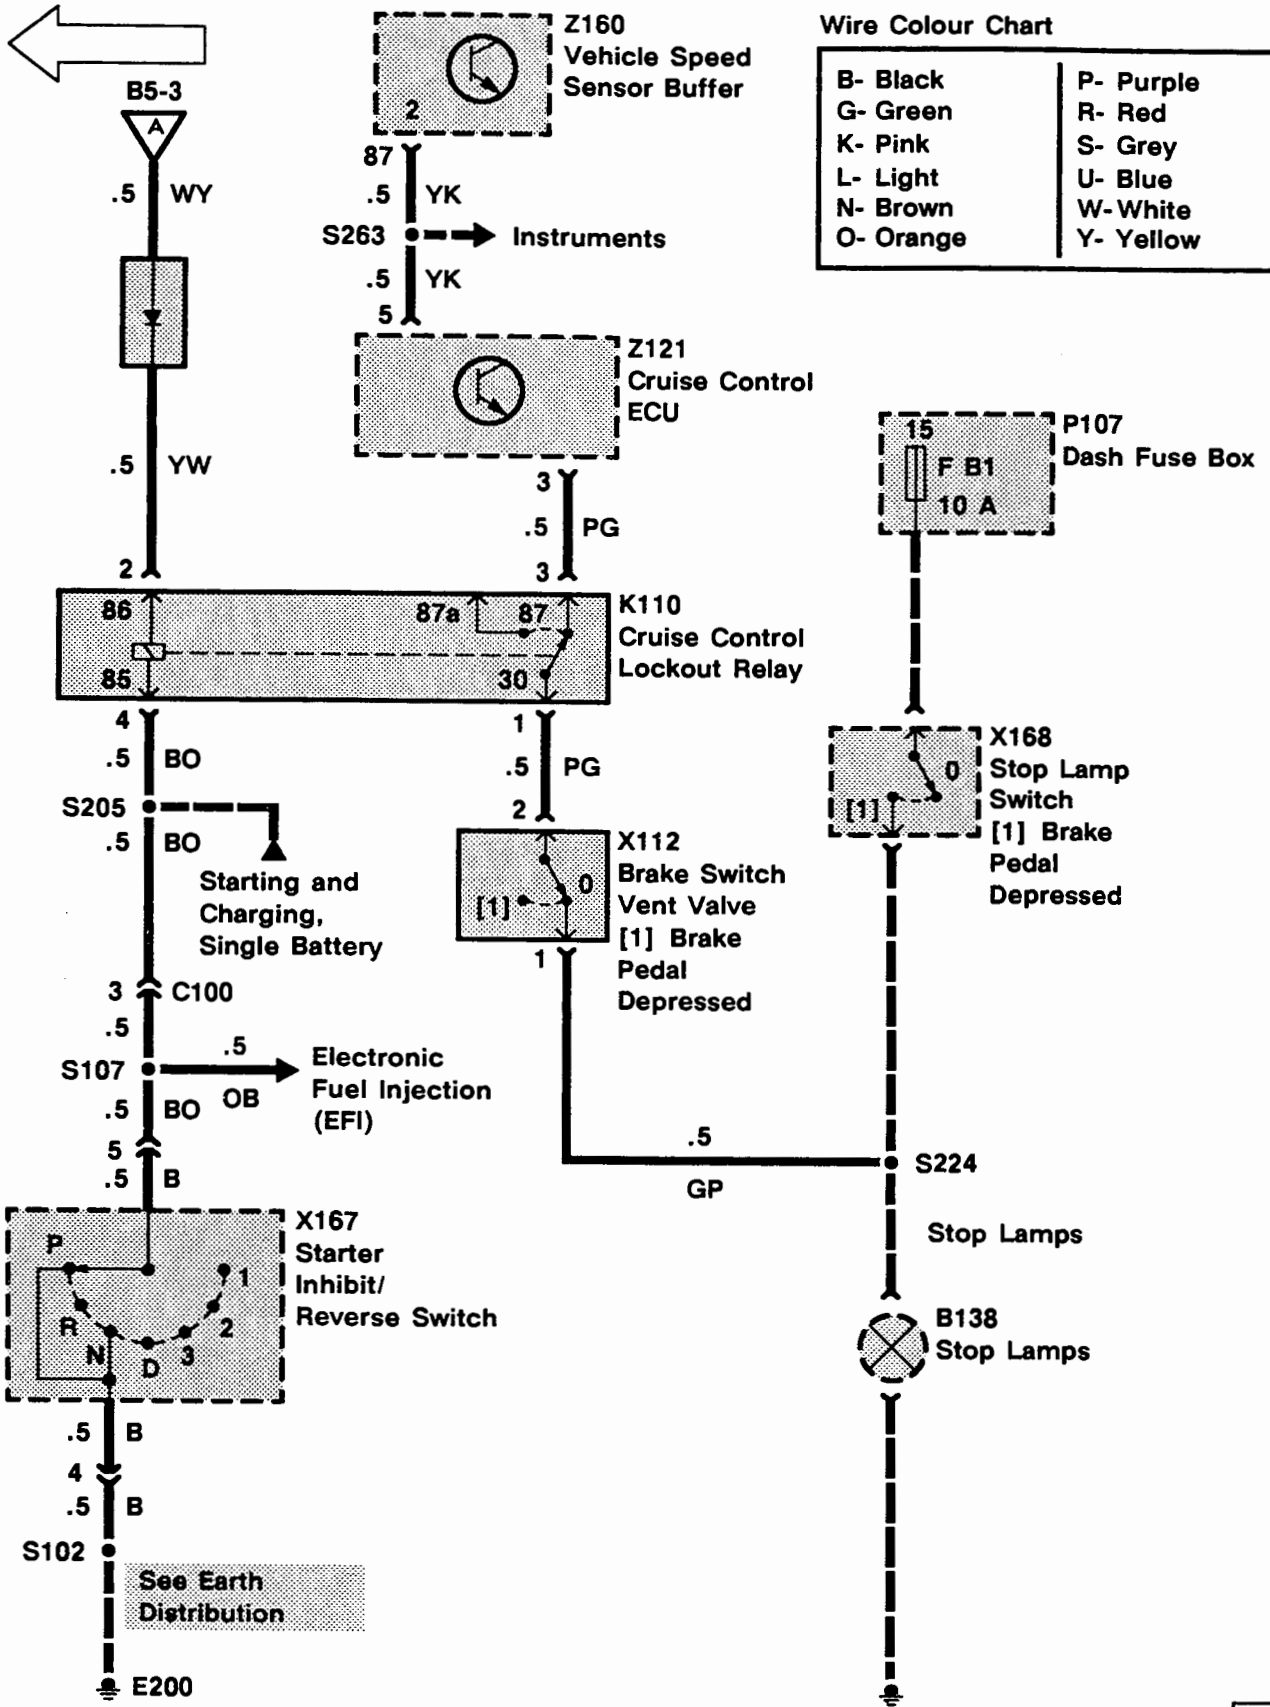 B5-3
A
.5 WY
.5 YW
2
Z160
Vehicle Speed
Sensor Buffer
2
87
.5 YK
S263
Instruments
.5 YK
5
Z121
Cruise Control
ECU
3
.5 PG
3
Wire Colour Chart
B- Black
G- Green
K- Pink
L- Light
N- Brown
O- Orange
P- Purple
R- Red
S- Grey
U- Blue
W- White
Y- Yellow
P107
Dash Fuse Box
15
F B1
10 A
86
85
87a
87
30
K110
Cruise Control
Lockout Relay
4
.5 BO
S205
.5 BO
Starting and
Charging,
Single Battery
3 C100
.5
S107
.5
OB
Electronic
Fuel Injection
(EFI)
.5 BO
5
.5 B
1
.5 PG
2
X112
Brake Switch
Vent Valve
[1] Brake
Pedal
Depressed
0
[1]
1
X168
Stop Lamp
Switch
[1] Brake
Pedal
Depressed
0
[1]
.5
GP
S224
Stop Lamps
B138
Stop Lamps
X167
Starter
Inhibit/
Reverse Switch
P
R
N
D
3
2
1
.5 B
4
.5 B
S102
See Earth
Distribution
E200